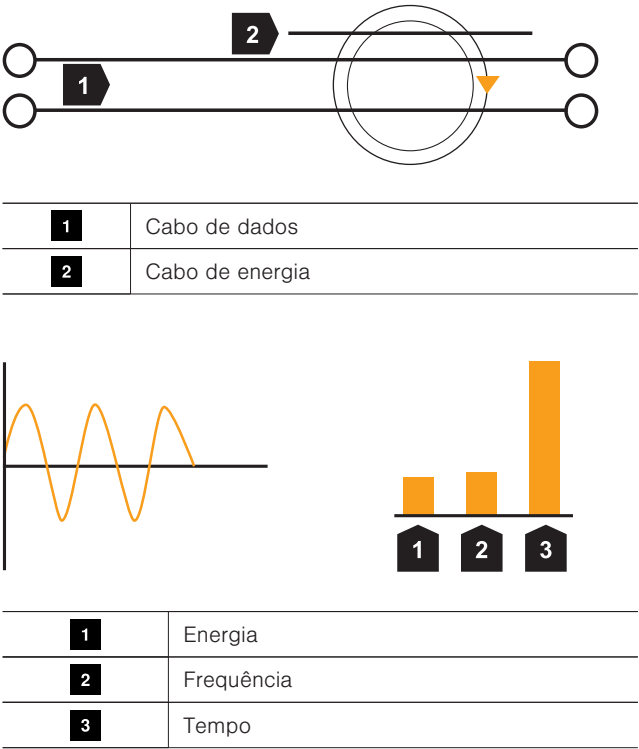 2
1
1 Cabo de dados
2 Cabo de energia
1 2 3
1 Energia
2 Frequência
3 Tempo